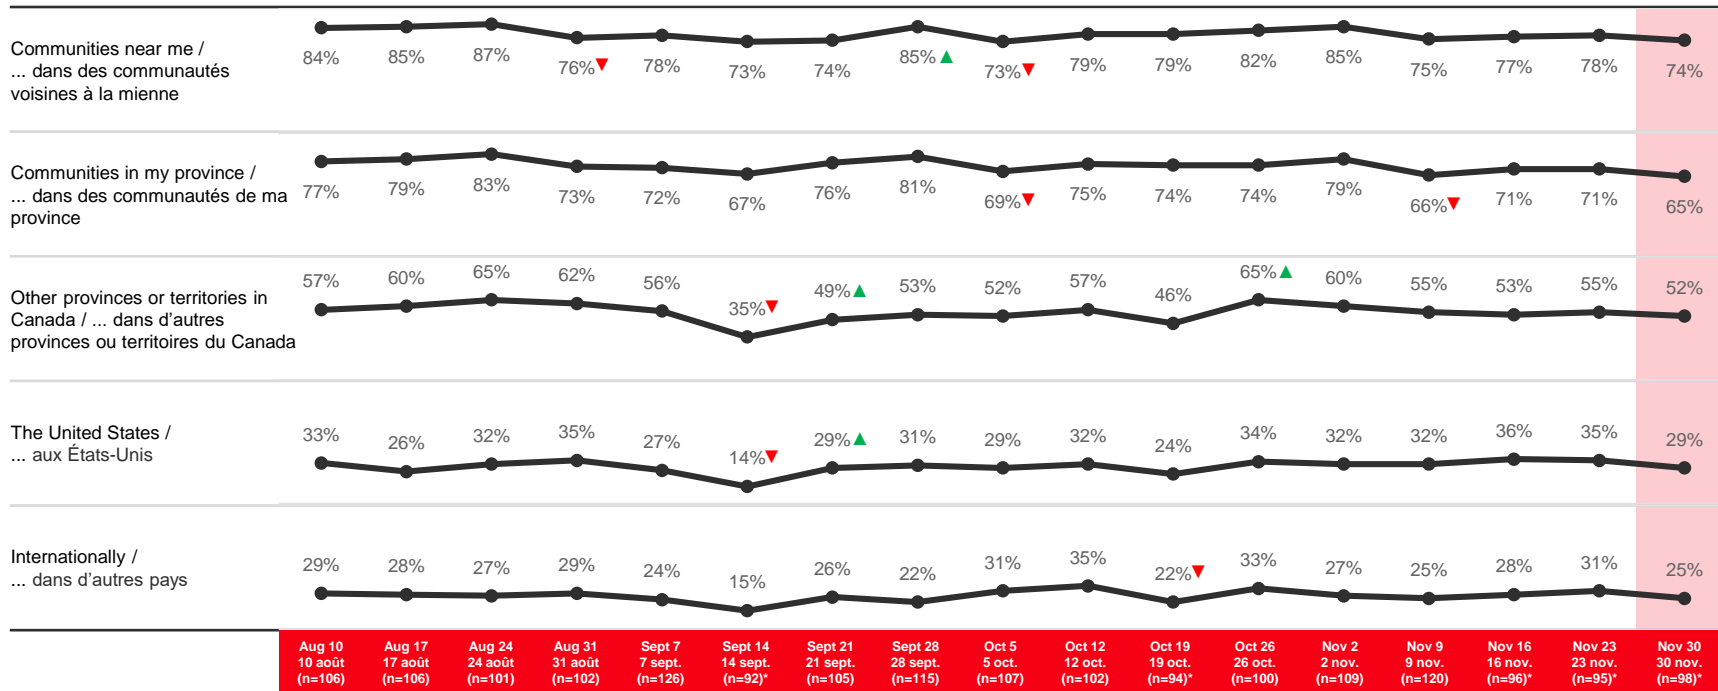 Communities near me /
... dans des communautés
voisines à la mienne
84% 85% 87% 76%▼ 78% 73% 74% 85%▲ 73%▼ 79% 79% 82% 85% 75% 77% 78% 74%
Communities in my province /
... dans des communautés de ma
province
77% 79% 83% 73% 72% 67% 76% 81% 69%▼ 75% 74% 74% 79% 66%▼ 71% 71% 65%
Other provinces or territories in
Canada / ... dans d'autres
provinces ou territoires du Canada
57% 60% 65% 62% 56% 35%▼ 49%▲ 53% 52% 57% 46% 65%▲ 60% 55% 53% 55% 52%
The United States /
... aux États-Unis
33% 26% 32% 35% 27% 14%▼ 29%▲ 31% 29% 32% 24% 34% 32% 32% 36% 35% 29%
Internationally /
... dans d'autres pays
29% 28% 27% 29% 24% 15% 26% 22% 31% 35% 22%▼ 33% 27% 25% 28% 31% 25%
Aug 10 Aug 17 Aug 24 Aug 31 Sept 7 Sept 14 Sept 21 Sept 28 Oct 5 Oct 12 Oct 19 Oct 26 Nov 2 Nov 9 Nov 16 Nov 23 Nov 30
10 août 17 août 24 août 31 août 7 sept. 14 sept. 21 sept. 28 sept. 5 oct. 12 oct. 19 oct. 26 oct. 2 nov. 9 nov. 16 nov. 23 nov. 30 nov.
(n=106) (n=106) (n=101) (n=102) (n=126) (n=92)* (n=105) (n=115) (n=107) (n=102) (n=94)* (n=100) (n=109) (n=120) (n=96)* (n=95)* (n=98)*